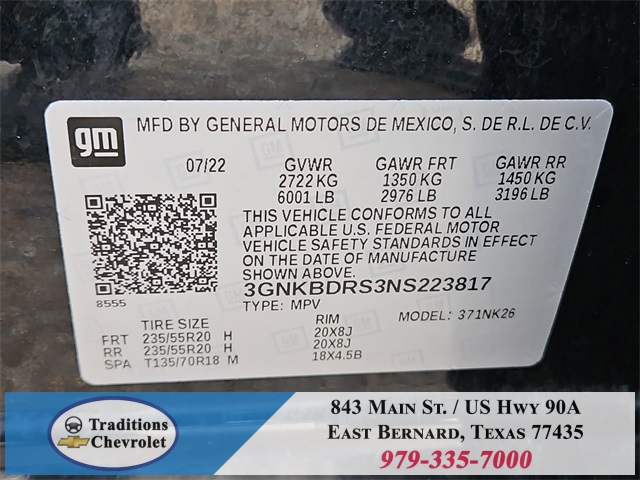 gm MFD BY GENERAL MOTORS DE MEXICO, S. DE R.L. DE C.V.
07/22 GVWR GAWR FRT GAWR RR
2722 KG 1350 KG 1450 KG
6001 LB 2976 LB 3196 LB
THIS VEHICLE CONFORMS TO ALL
APPLICABLE U.S. FEDERAL MOTOR
VEHICLE SAFETY STANDARDS IN EFFECT
ON THE DATE OF MANUFACTURE
SHOWN ABOVE.
3GNKBDRS3NS223817
8555 TYPE: MPV MODEL: 371NK26
TIRE SIZE RIM
FRT 235/55R20 H 20X8J
RR 235/55R20 H 20X8J
SPA T135/70R18 M 18X4.5B
Traditions
Chevrolet
843 Main St. / US Hwy 90A
East Bernard, Texas 77435
979-335-7000